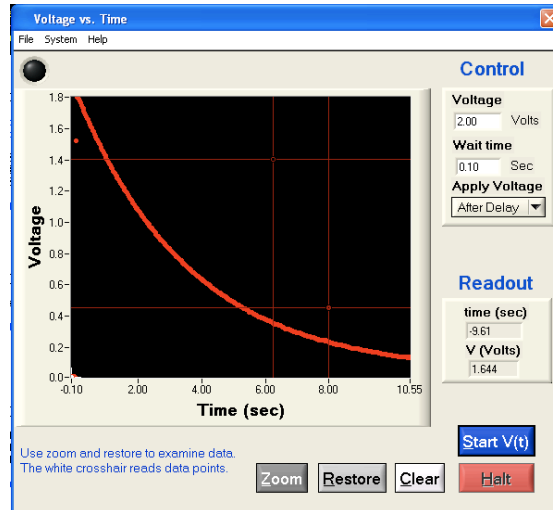 Voltage vs. Time
File System Help
Control
Voltage
2.00 Volts
Wait time
0.10 Sec
Apply Voltage
After Delay
Readout
time (sec)
-9.61
V (Volts)
1.644
Voltage
1.8-
1.6-
1.4-
1.2-
1.0-
0.8-
0.6-
0.4-
0.2-
0.0-
-0.10 2.00 4.00 6.00 8.00 10.55
Time (sec)
Use zoom and restore to examine data.
The white crosshair reads data points.
Zoom Restore Clear
Start V(t)
Halt